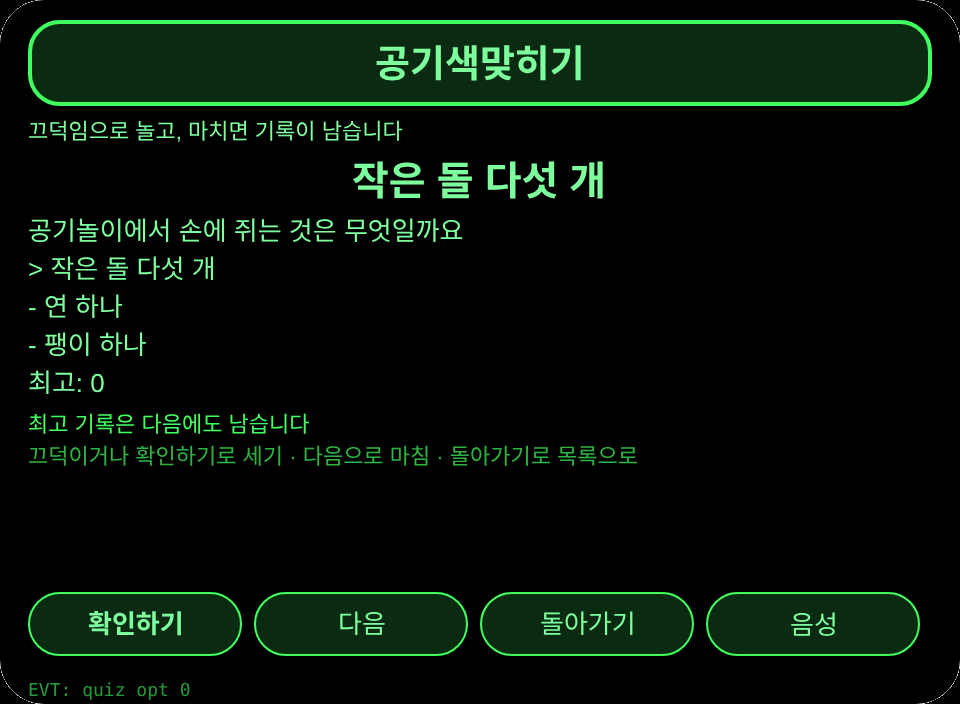 공기색맞히기
끄덕임으로 놀고, 마치면 기록이 남습니다
작은 돌 다섯 개
공기놀이에서 손에 쥐는 것은 무엇일까요
> 작은 돌 다섯 개
- 연 하나
- 팽이 하나
최고: 0
최고 기록은 다음에도 남습니다
끄덕이거나 확인하기로 세기 · 다음으로 마침 · 돌아가기로 목록으로
확인하기 다음 돌아가기 음성
EVT: quiz opt 0